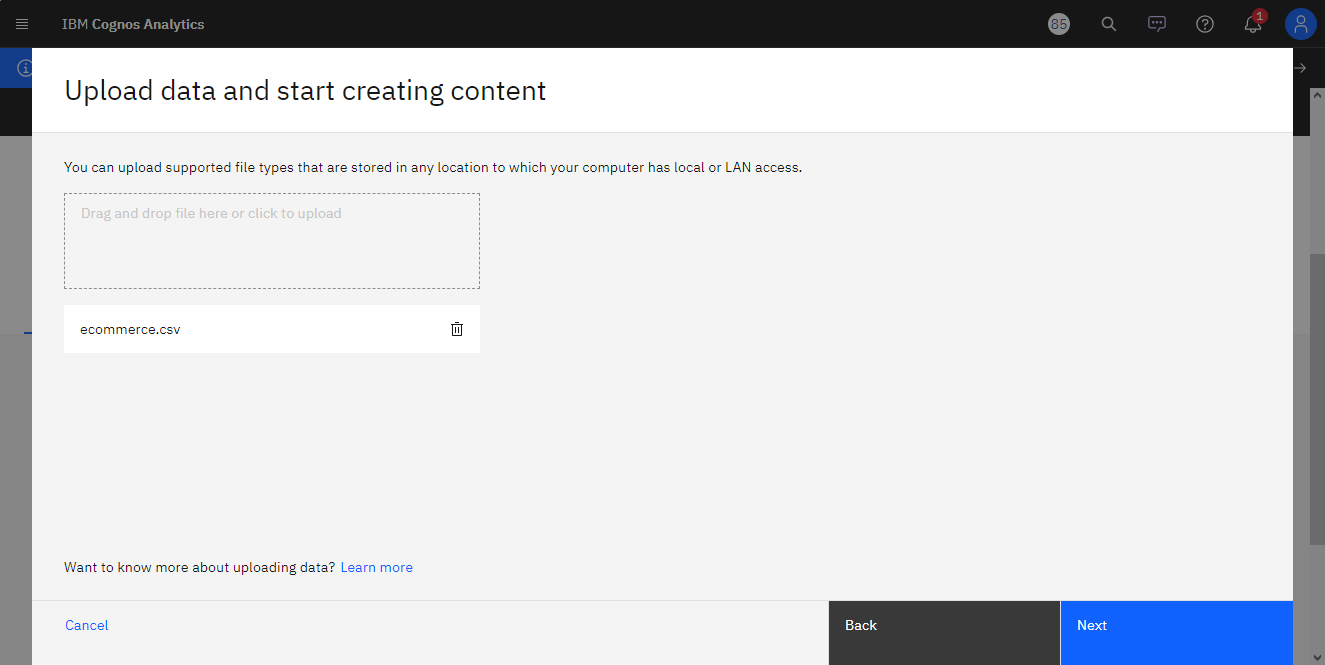 IBM Cognos Analytics
85
1
Upload data and start creating content
You can upload supported file types that are stored in any location to which your computer has local or LAN access.
Drag and drop file here or click to upload
ecommerce.csv
Want to know more about uploading data? Learn more
Cancel
Back
Next